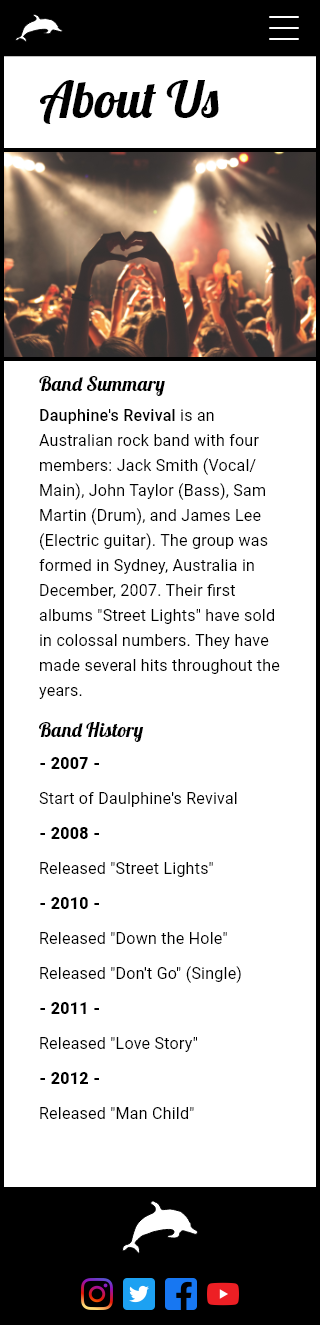 About Us
Band Summary
Dauphine's Revival is an
Australian rock band with four
members: Jack Smith (Vocal/
Main), John Taylor (Bass), Sam
Martin (Drum), and James Lee
(Electric guitar). The group was
formed in Sydney, Australia in
December, 2007. Their first
albums "Street Lights" have sold
in colossal numbers. They have
made several hits throughout the
years.
Band History
- 2007 -
Start of Daulphine's Revival
- 2008 -
Released "Street Lights"
- 2010 -
Released "Down the Hole"
Released "Don't Go" (Single)
- 2011 -
Released "Love Story"
- 2012 -
Released "Man Child"